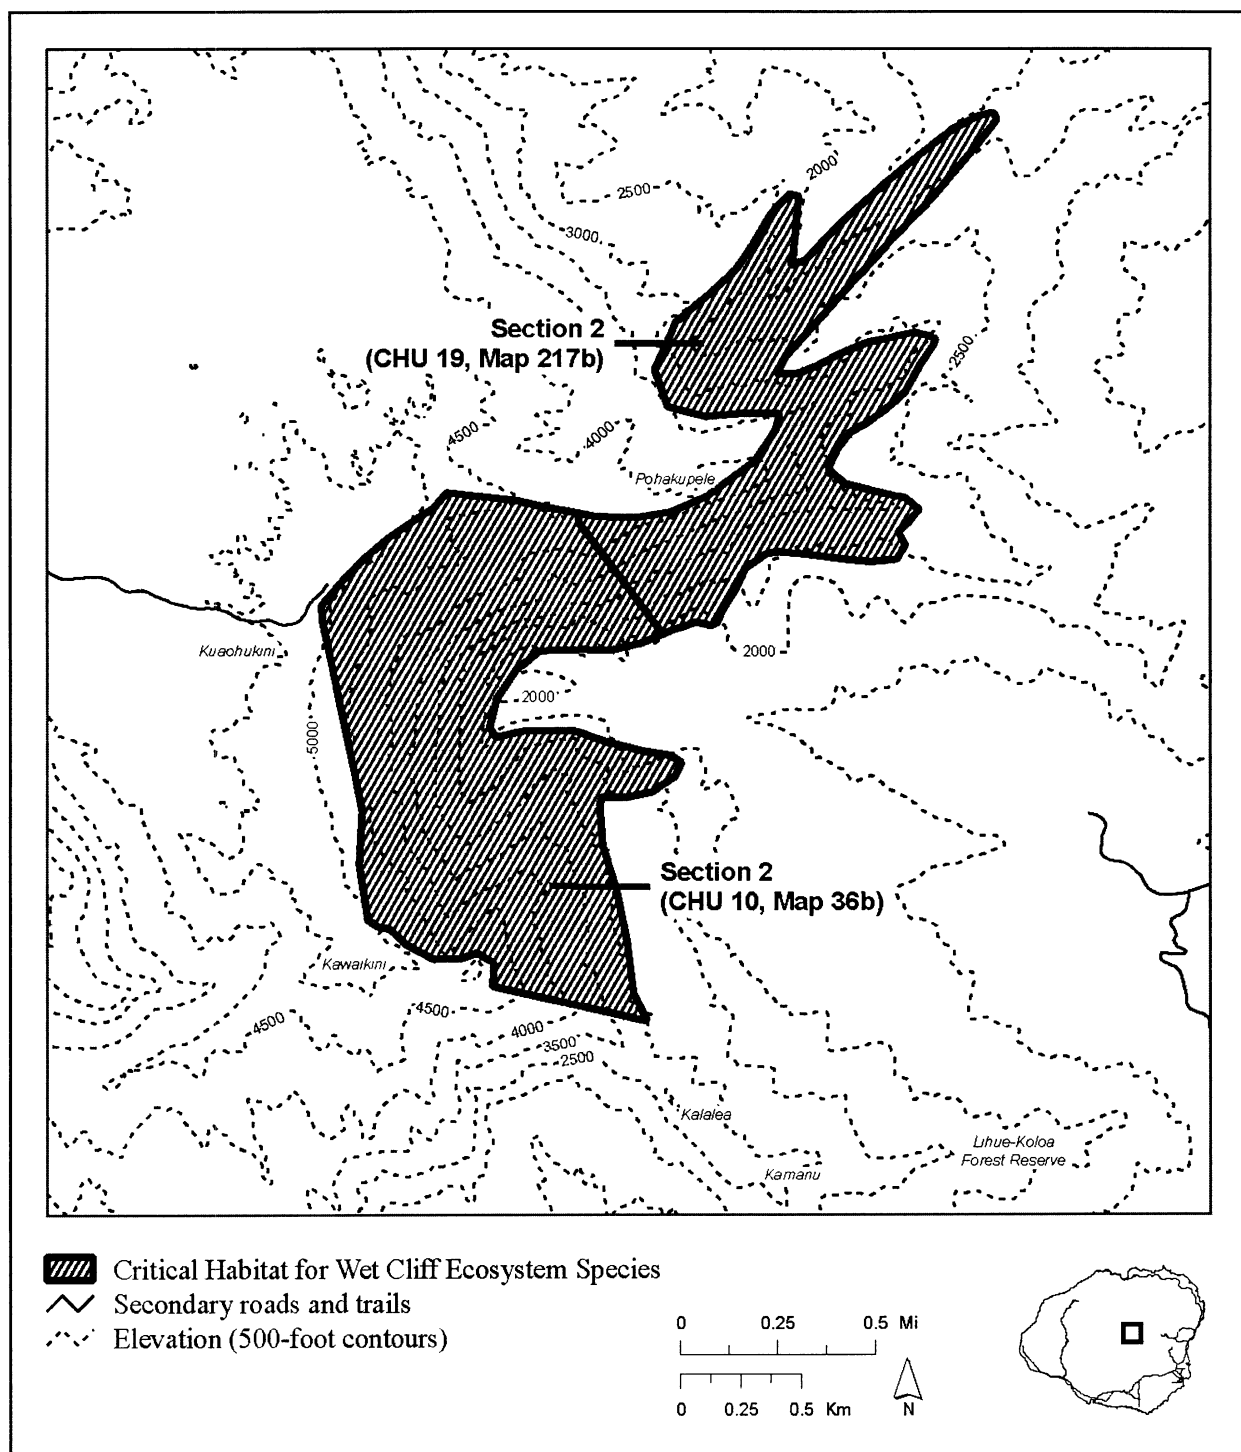 2000'
2500
3000
Section 2
(CHU 19, Map 217b)
2500
4500
4000
Pohakupele
Kuaohukini
2000
2000
5000
Section 2
(CHU 10, Map 36b)
Kawaikini
4500
4500
4000
3500
2500
Kalalea
Lihue-Koloa
Forest Reserve
Kamanu
Critical Habitat for Wet Cliff Ecosystem Species
Secondary roads and trails
Elevation (500-foot contours)
0 0.25 0.5 Mi
0 0.25 0.5 Km
N